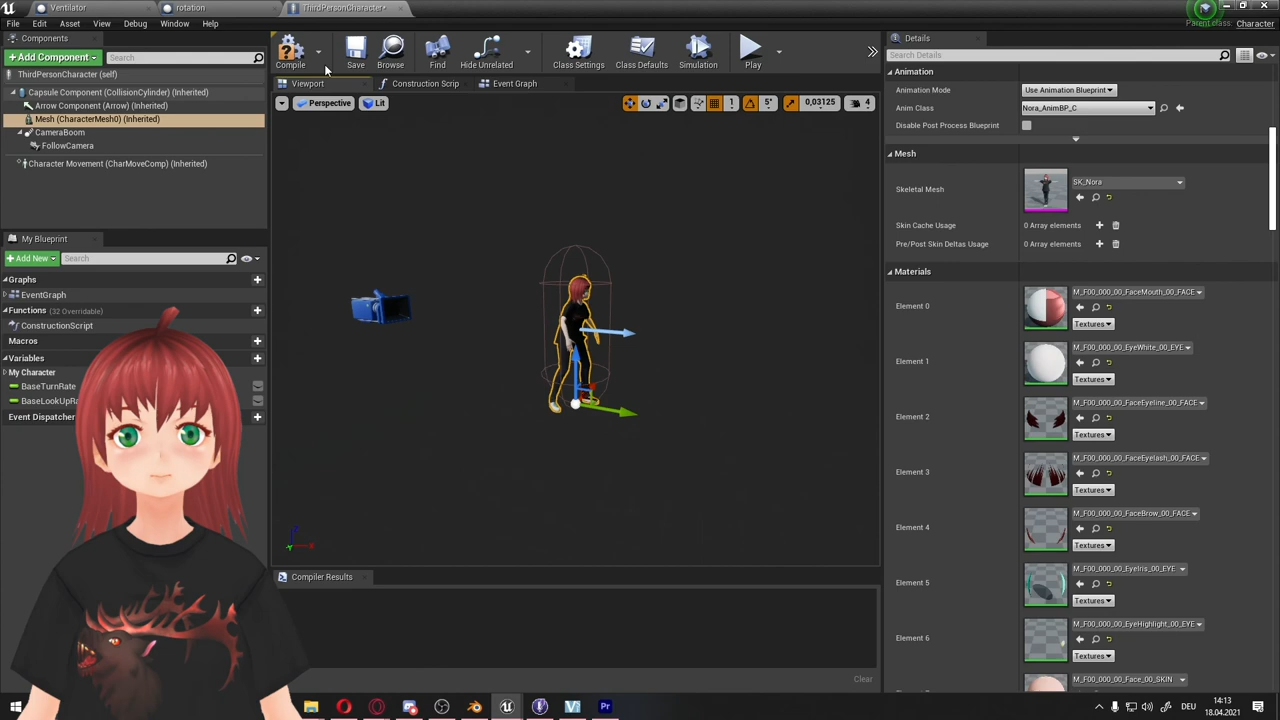 Ventilator
rotation
ThirdPersonCharacter*
Parent class:
Character
File Edit Asset View Debug Window Help
Components
Details
+ Add Component
Search
Compile
Save
Browse
Find
Hide Unrelated
Class Settings
Class Defaults
Simulation
Play
Search Details
ThirdPersonCharacter (self)
Capsule Component (CollisionCylinder) (Inherited)
Arrow Component (Arrow) (Inherited)
Mesh (CharacterMesh0) (Inherited)
CameraBoom
FollowCamera
Character Movement (CharMoveComp) (Inherited)
Viewport
Construction Scrip
Event Graph
Perspective
Lit
1
5°
0,03125
4
Animation
Animation Mode
Use Animation Blueprint
Anim Class
Nora_AnimBP_C
Disable Post Process Blueprint
Mesh
Skeletal Mesh
SK_Nora
Skin Cache Usage
0 Array elements
Pre/Post Skin Deltas Usage
0 Array elements
Materials
Element 0
M_F00_000_00_FaceMouth_00_FACE
Textures
Element 1
M_F00_000_00_EyeWhite_00_EYE
Textures
Element 2
M_F00_000_00_FaceEyeline_00_FACE
Textures
Element 3
M_F00_000_00_FaceEyelash_00_FACE
Textures
Element 4
M_F00_000_00_FaceBrow_00_FACE
Textures
Element 5
M_F00_000_00_EyeIris_00_EYE
Textures
Element 6
M_F00_000_00_EyeHighlight_00_EYE
Textures
M_F00_000_00_Face_00_SKIN
My Blueprint
+ Add New
Search
Graphs
EventGraph
Functions (32 Overridable)
ConstructionScript
Macros
Variables
My Character
BaseTurnRate
BaseLookUpRa
Event Dispatcher
Compiler Results
Clear
DEU
14:13
18.04.2021